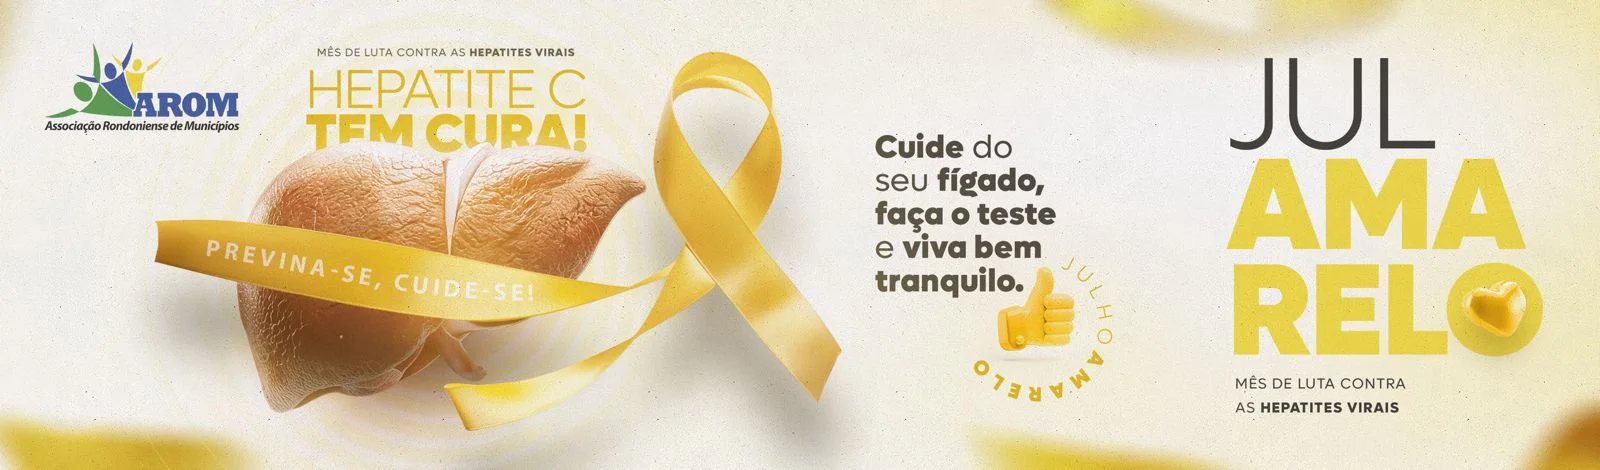 AROM
Associação Rondoniense de Municípios
MÊS DE LUTA CONTRA AS HEPATITES VIRAIS
HEPATITE C
TEM CURA!
PREVINA-SE, CUIDE-SE!
Cuide do
seu fígado,
faça o teste
e viva bem
tranquilo.
JULHO AMARELO
JUL
AMA
RELO
MÊS DE LUTA CONTRA
AS HEPATITES VIRAIS